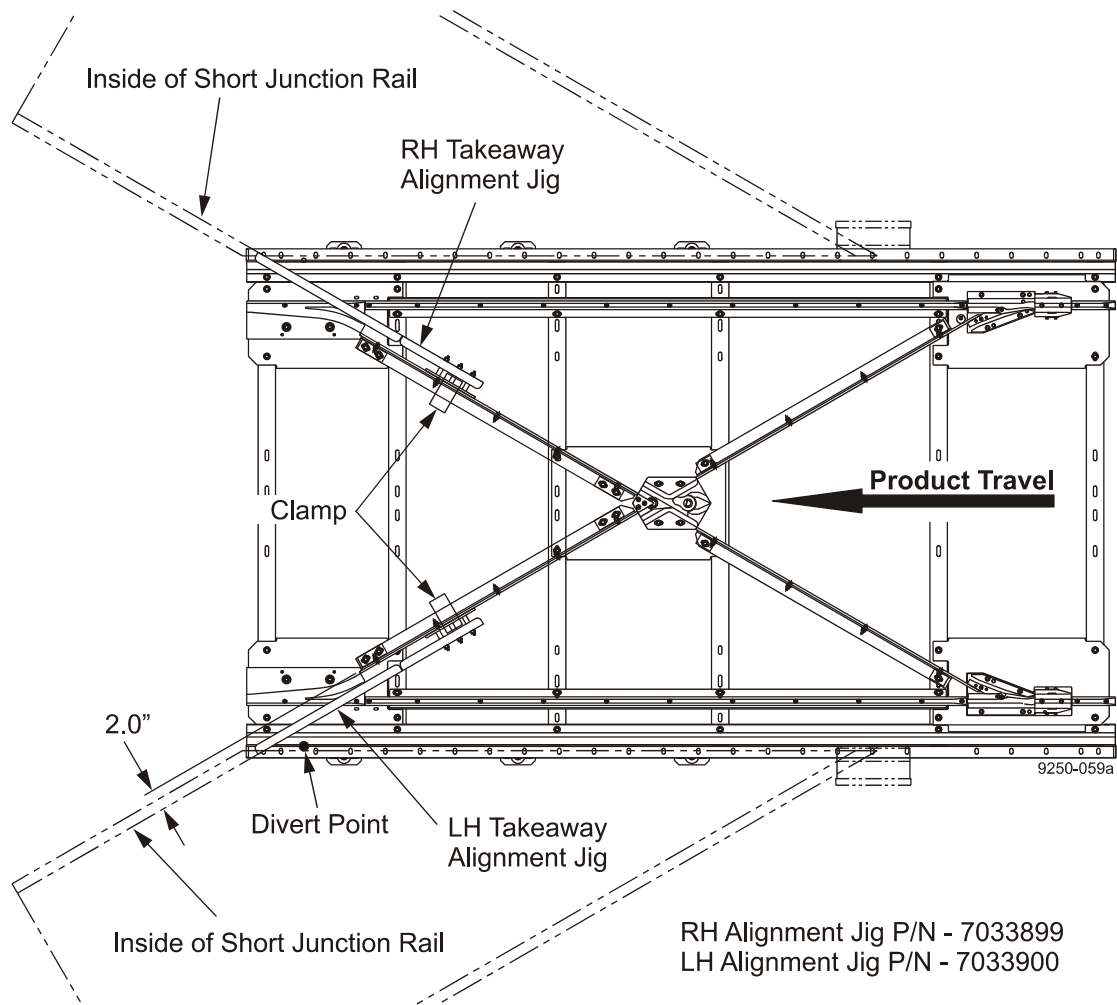 Inside of Short Junction Rail
RH Takeaway
Alignment Jig
Product Travel
Clamp
2.0”
9250-059a
Divert Point
LH Takeaway
Alignment Jig
Inside of Short Junction Rail
RH Alignment Jig P/N - 7033899
LH Alignment Jig P/N - 7033900